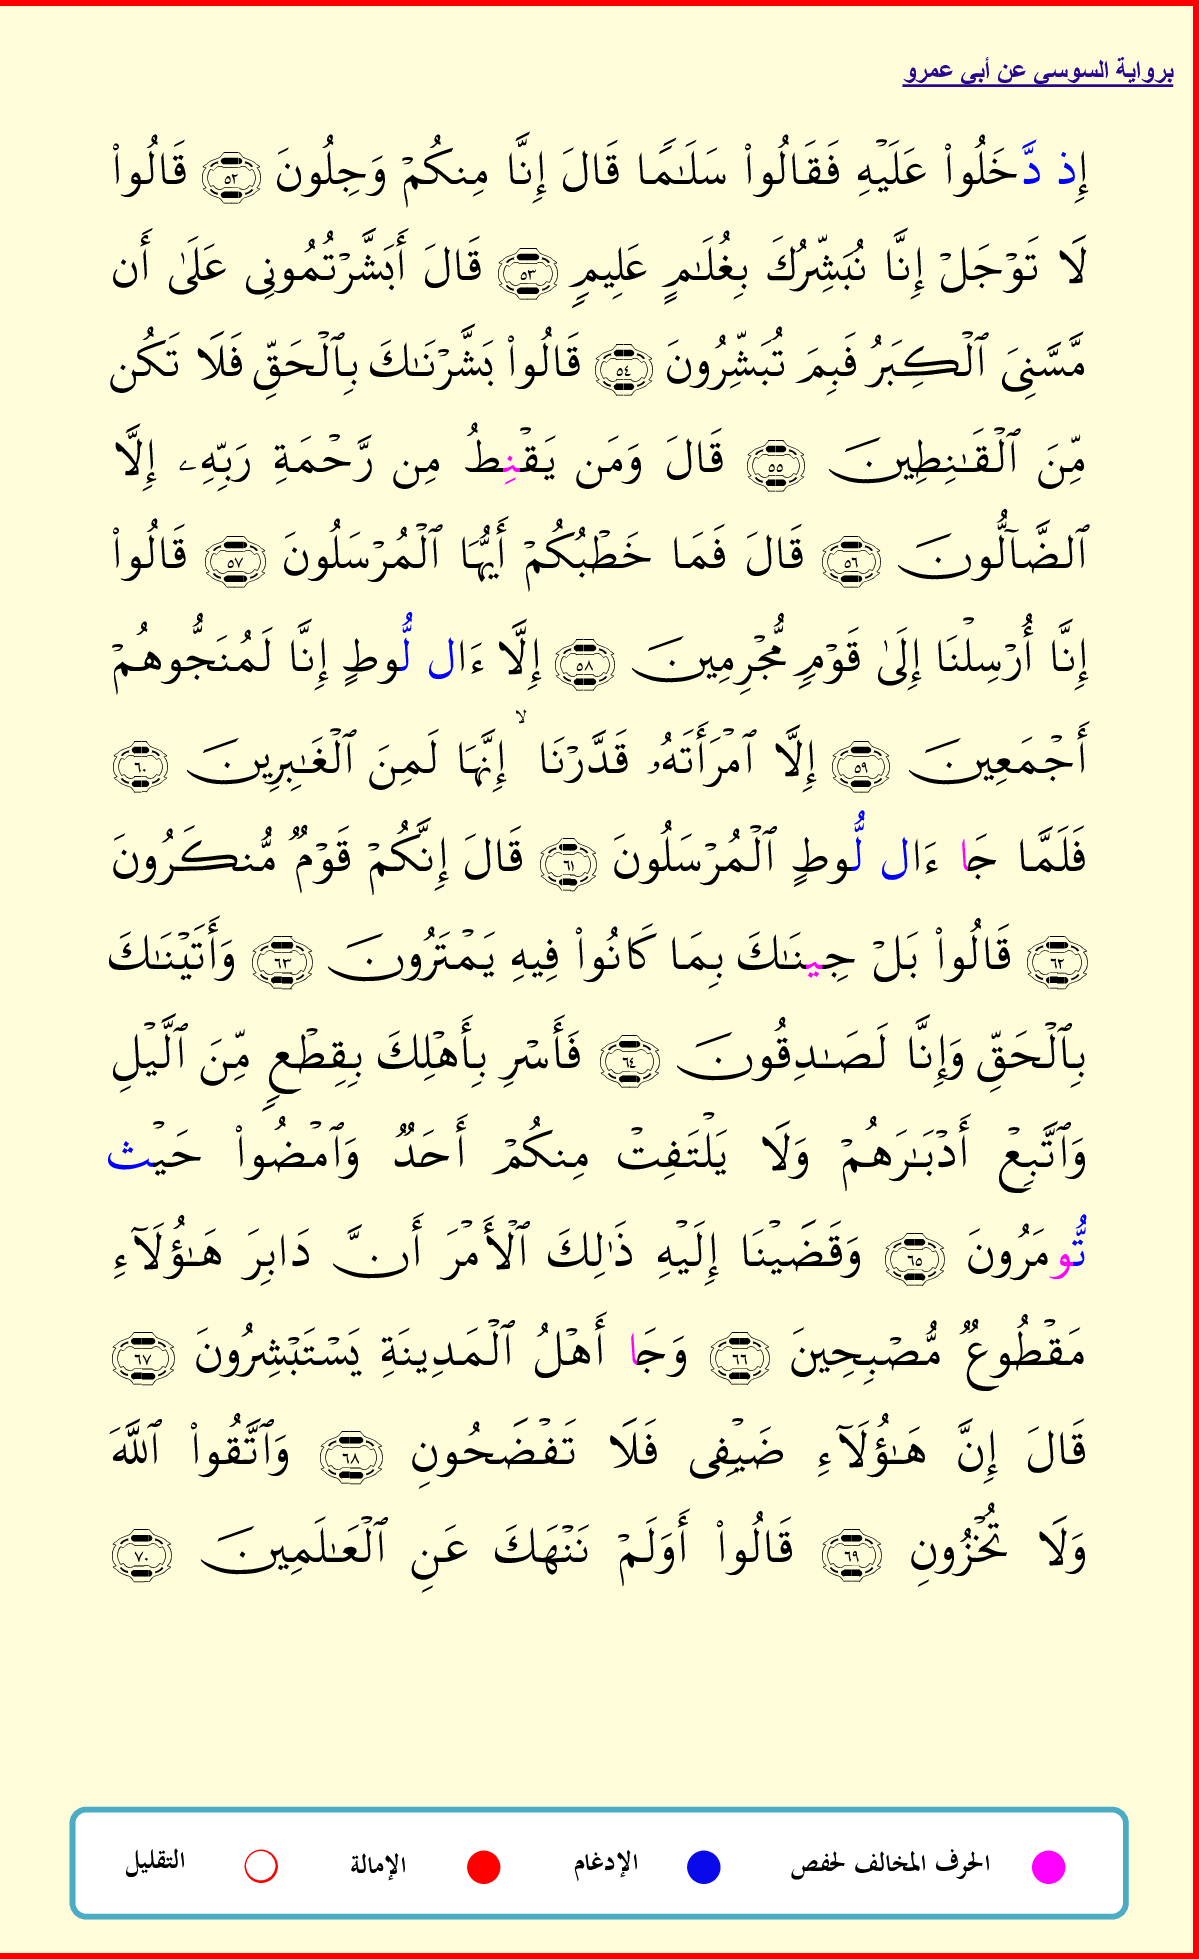 برواية السوسي عن أبي عمرو
إِذ دَّخَلُوا۟ عَلَيْهِ فَقَالُوا۟ سَلَـٰمًا قَالَ إِنَّا مِنكُمْ وَجِلُونَ ٥٢ قَالُوا۟
لَا تَوْجَلْ إِنَّا نُبَشِّرُكَ بِغُلَـٰمٍ عَلِيمٍ ٥٣ قَالَ أَبَشَّرْتُمُونِى عَلَىٰ أَن
مَّسَّنِىَ ٱلْكِبَرُ فَبِمَ تُبَشِّرُونَ ٥٤ قَالُوا۟ بَشَّرْنَـٰكَ بِٱلْحَقِّ فَلَا تَكُن
مِّنَ ٱلْقَـٰنِطِينَ ٥٥ قَالَ وَمَن يَقْنِطُ مِن رَّحْمَةِ رَبِّهِۦ إِلَّا
ٱلضَّآلُّونَ ٥٦ قَالَ فَمَا خَطْبُكُمْ أَيُّهَا ٱلْمُرْسَلُونَ ٥٧ قَالُوا۟
إِنَّا أُرْسِلْنَا إِلَىٰ قَوْمٍ مُّجْرِمِينَ ٥٨ إِلَّا ءَال لُّوطٍ إِنَّا لَمُنَجُّوهُمْ
أَجْمَعِينَ ٥٩ إِلَّا ٱمْرَأَتَهُۥ قَدَّرْنَا ۙ إِنَّهَا لَمِنَ ٱلْغَـٰبِرِينَ ٦٠
فَلَمَّا جَا ءَال لُّوطٍ ٱلْمُرْسَلُونَ ٦١ قَالَ إِنَّكُمْ قَوْمٌ مُّنكَرُونَ
٦٢ قَالُوا۟ بَلْ جِينَـٰكَ بِمَا كَانُوا۟ فِيهِ يَمْتَرُونَ ٦٣ وَأَتَيْنَـٰكَ
بِٱلْحَقِّ وَإِنَّا لَصَـٰدِقُونَ ٦٤ فَأَسْرِ بِأَهْلِكَ بِقِطْعٍ مِّنَ ٱلَّيْلِ
وَٱتَّبِعْ أَدْبَـٰرَهُمْ وَلَا يَلْتَفِتْ مِنكُمْ أَحَدٌ وَٱمْضُوا۟ حَيْث
تُّومَرُونَ ٦٥ وَقَضَيْنَا إِلَيْهِ ذَٰلِكَ ٱلْأَمْرَ أَنَّ دَابِرَ هَـٰؤُلَآءِ
مَقْطُوعٌ مُّصْبِحِينَ ٦٦ وَجَا أَهْلُ ٱلْمَدِينَةِ يَسْتَبْشِرُونَ ٦٧
قَالَ إِنَّ هَـٰؤُلَآءِ ضَيْفِى فَلَا تَفْضَحُونِ ٦٨ وَٱتَّقُوا۟ ٱللَّهَ
وَلَا تُخْزُونِ ٦٩ قَالُوا۟ أَوَلَمْ نَنْهَكَ عَنِ ٱلْعَـٰلَمِينَ ٧٠
الحرف المخالف لحفص الإدغام الإمالة التقليل